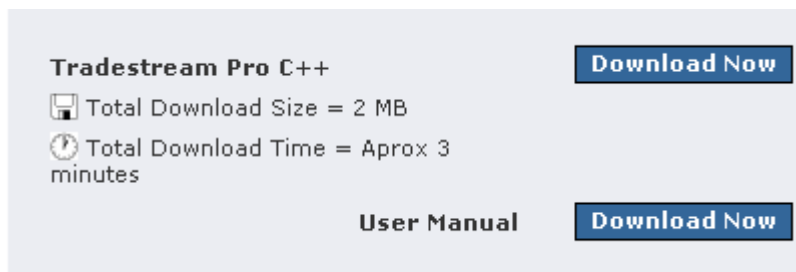 Tradestream Pro C++
Download Now
Total Download Size = 2 MB
Total Download Time = Aprox 3
minutes
User Manual
Download Now